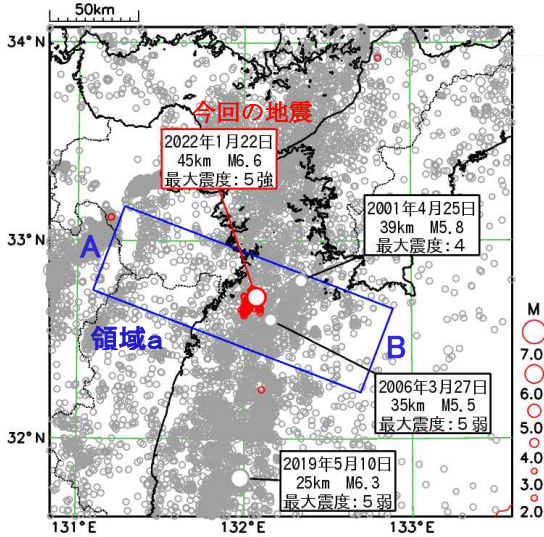 50km
34°N
今回の地震
2022年1月22日
45km M6.6
最大震度:5強
2001年4月25日
39km M5.8
最大震度:4
33°N
A
領域a
B
M
7.0
6.0
5.0
4.0
3.0
2.0
2006年3月27日
35km M5.5
最大震度:5弱
32°N
2019年5月10日
25km M6.3
最大震度:5弱
131°E
132°E
133°E